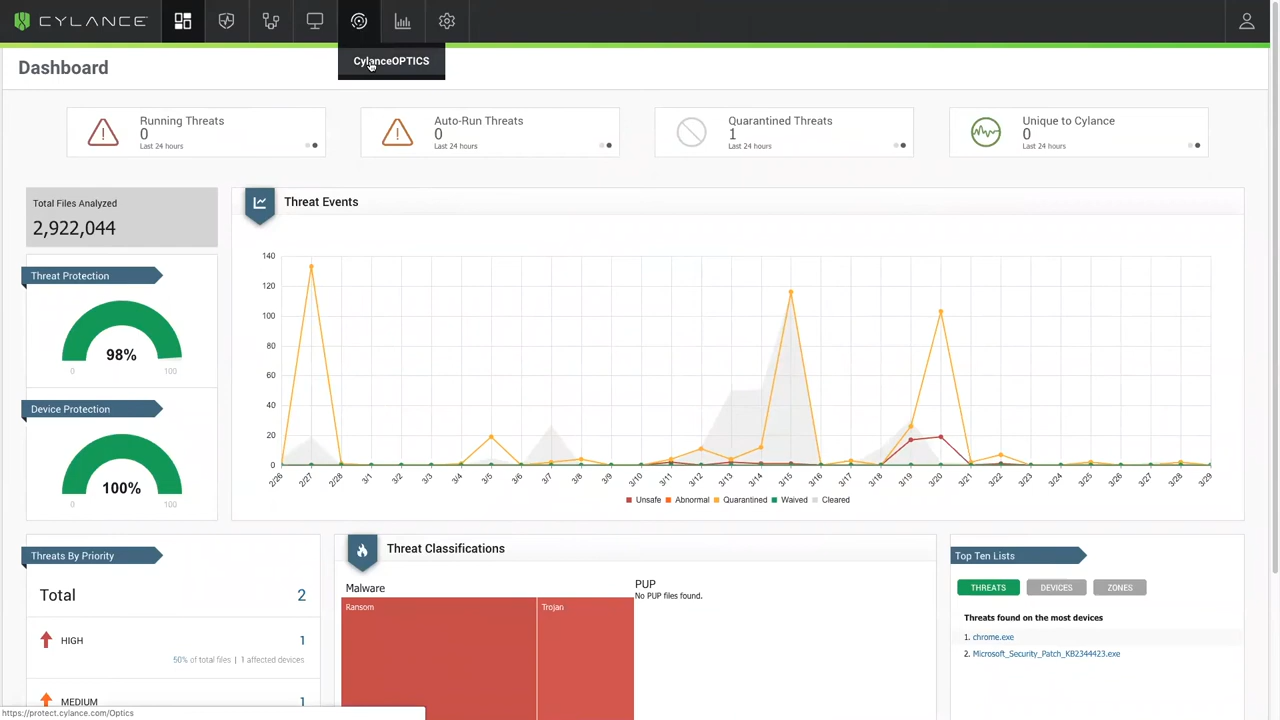 CYLANCE
CylanceOPTICS
Dashboard
Running Threats
0
Last 24 hours
Auto-Run Threats
0
Last 24 hours
Quarantined Threats
1
Last 24 hours
Unique to Cylance
0
Last 24 hours
Total Files Analyzed
2,922,044
Threat Protection
98%
0 100
Device Protection
100%
0 100
Threat Events
140
120
100
80
60
40
20
0
2/26 2/27 2/28 3/1 3/2 3/3 3/4 3/5 3/6 3/7 3/8 3/9 3/10 3/11 3/12 3/13 3/14 3/15 3/16 3/17 3/18 3/19 3/20 3/21 3/22 3/23 3/24 3/25 3/26 3/27 3/28 3/29
Unsafe Abnormal Quarantined Waived Cleared
Threats By Priority
Total 2
HIGH 1
50% of total files | 1 affected devices
MEDIUM 1
Threat Classifications
Malware
Ransom
Trojan
PUP
No PUP files found.
Top Ten Lists
THREATS DEVICES ZONES
Threats found on the most devices
1. chrome.exe
2. Microsoft_Security_Patch_KB2344423.exe
https://protect.cylance.com/Optics